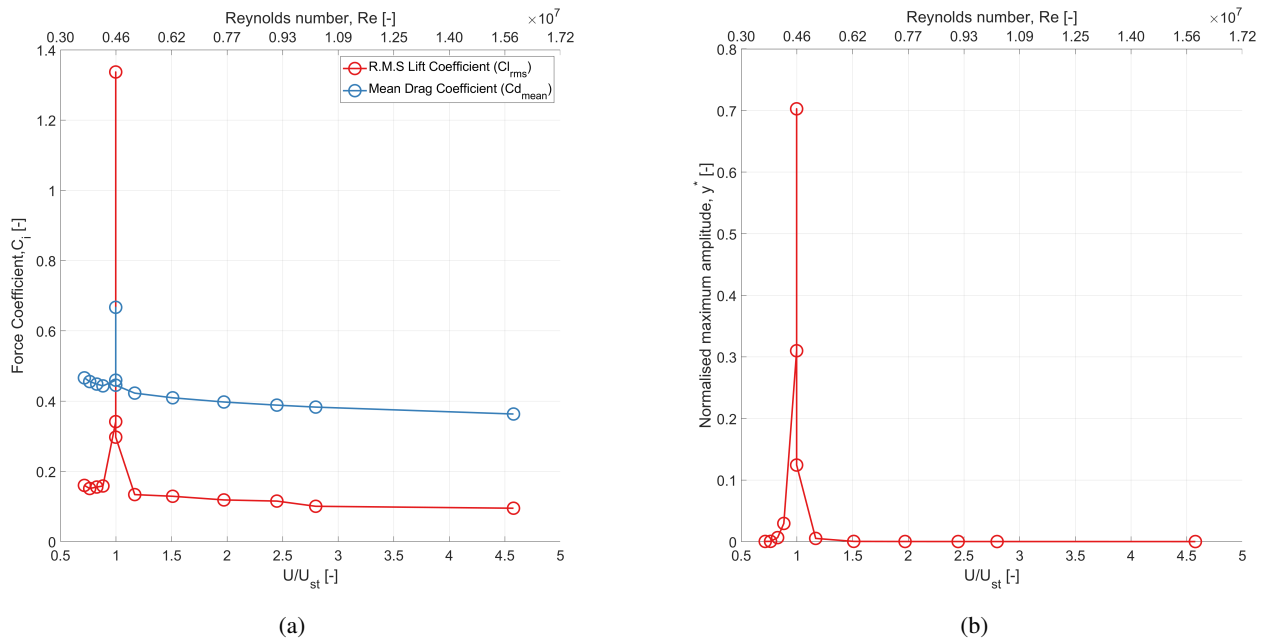 Reynolds number, Re [-]
×10^7
0.30 0.46 0.62 0.77 0.93 1.09 1.25 1.40 1.56 1.72
1.4
1.2
1
0.8
0.6
0.4
0.2
0
Force Coefficient,C_i [-]
R.M.S Lift Coefficient (Cl_rms)
Mean Drag Coefficient (Cd_mean)
0.5 1 1.5 2 2.5 3 3.5 4 4.5 5
U/U_st [-]
(a)
Reynolds number, Re [-]
×10^7
0.30 0.46 0.62 0.77 0.93 1.09 1.25 1.40 1.56 1.72
0.8
0.7
0.6
0.5
0.4
0.3
0.2
0.1
0
Normalised maximum amplitude, y^* [-]
0.5 1 1.5 2 2.5 3 3.5 4 4.5 5
U/U_st [-]
(b)